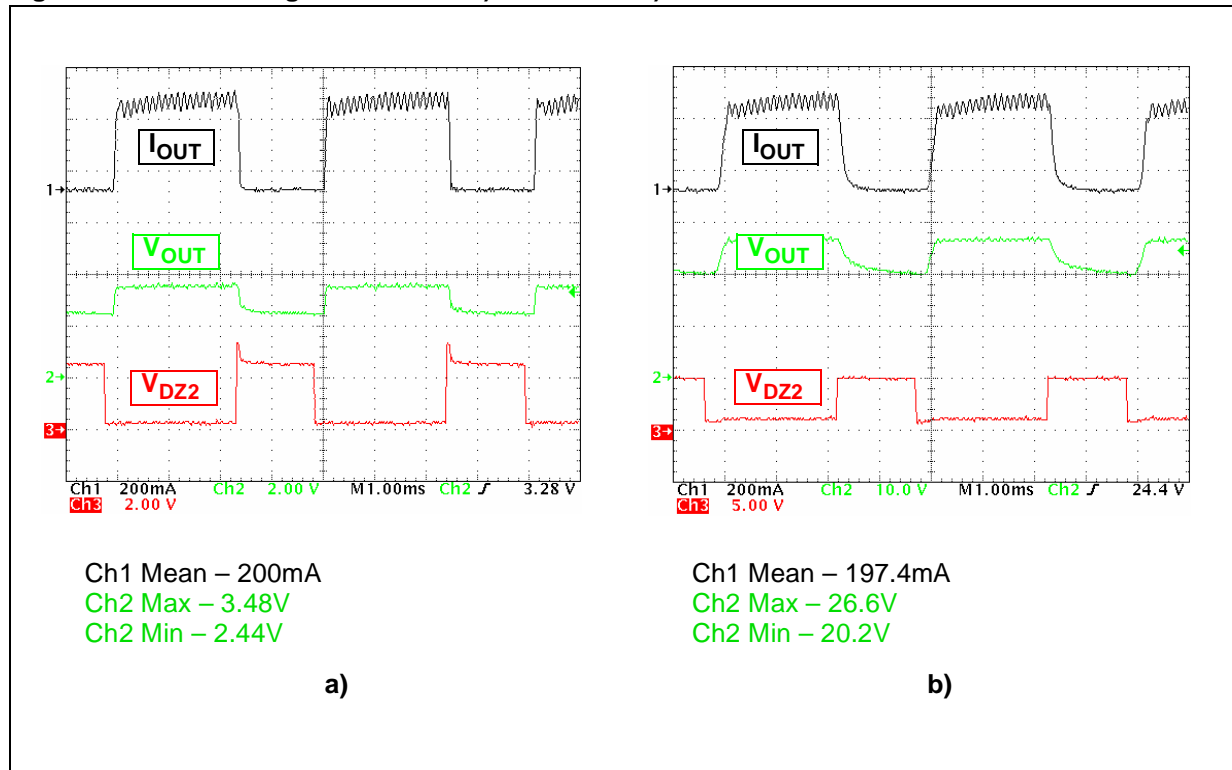 IOUT
1
VOUT
2
VDZ2
3
Ch1 200mA Ch2 2.00 V M1.00ms Ch2 3.28 V
Ch3 2.00 V
Ch1 Mean – 200mA
Ch2 Max – 3.48V
Ch2 Min – 2.44V
a)
IOUT
1
VOUT
2
VDZ2
3
Ch1 200mA Ch2 10.0 V M1.00ms Ch2 24.4 V
Ch3 5.00 V
Ch1 Mean – 197.4mA
Ch2 Max – 26.6V
Ch2 Min – 20.2V
b)